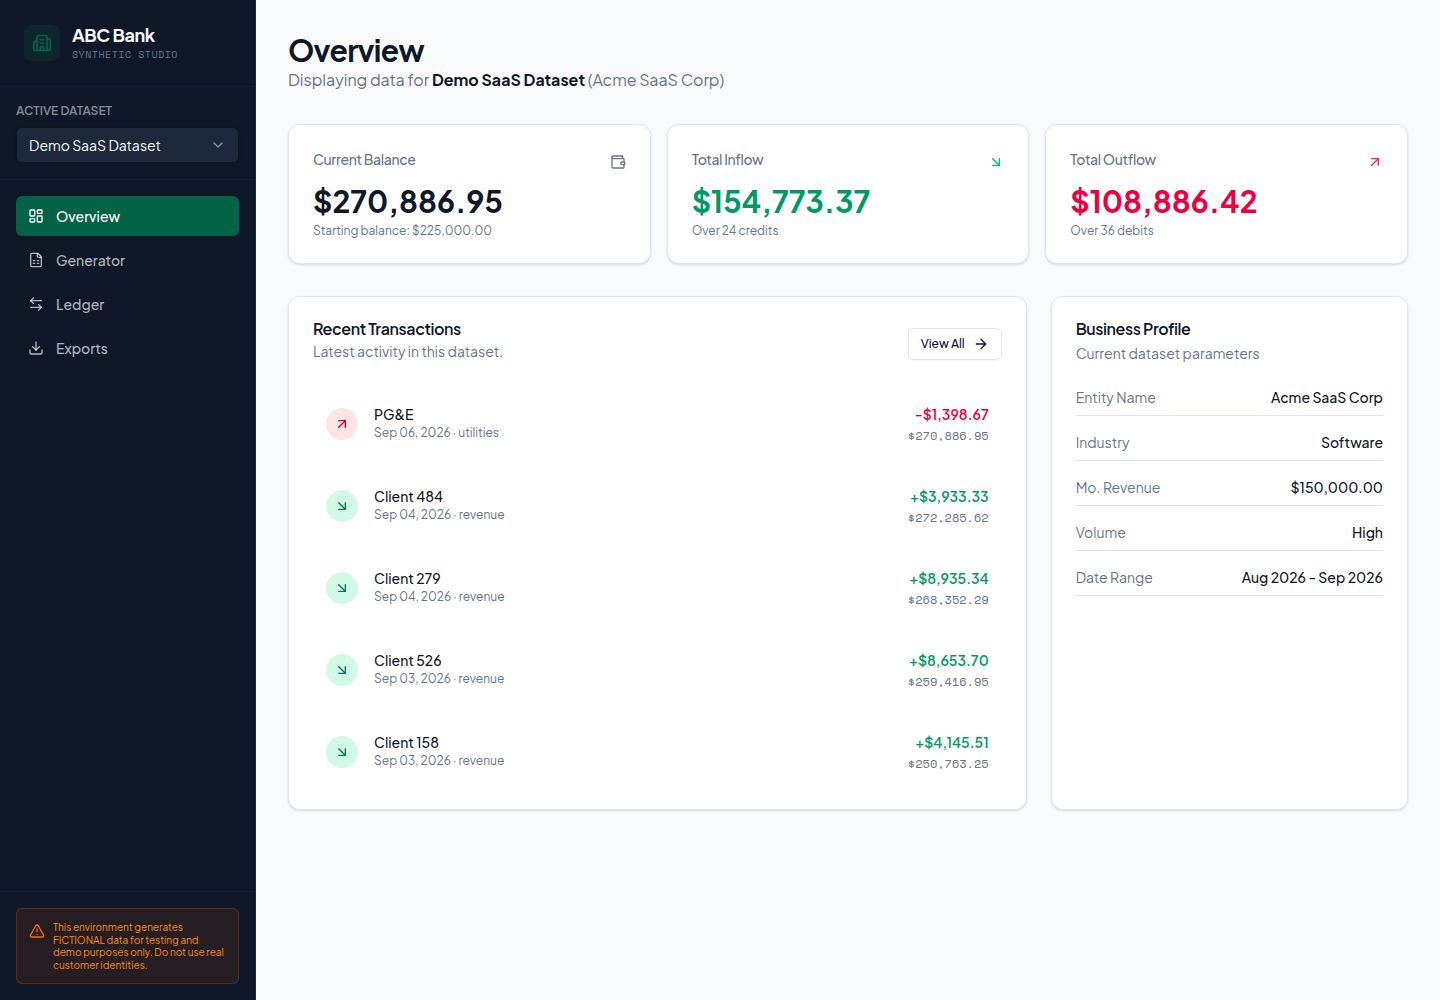 ABC Bank
SYNTHETIC STUDIO
ACTIVE DATASET
Demo SaaS Dataset
Overview
Generator
Ledger
Exports
This environment generates
FICTIONAL data for testing and
demo purposes only. Do not use real
customer identities.
Overview
Displaying data for Demo SaaS Dataset (Acme SaaS Corp)
Current Balance
$270,886.95
Starting balance: $225,000.00
Total Inflow
$154,773.37
Over 24 credits
Total Outflow
$108,886.42
Over 36 debits
Recent Transactions
Latest activity in this dataset.
View All
PG&E
Sep 06, 2026 · utilities
-$1,398.67
$270,886.95
Client 484
Sep 04, 2026 · revenue
+$3,933.33
$272,285.62
Client 279
Sep 04, 2026 · revenue
+$8,935.34
$268,352.29
Client 526
Sep 03, 2026 · revenue
+$8,653.70
$259,416.95
Client 158
Sep 03, 2026 · revenue
+$4,145.51
$250,763.25
Business Profile
Current dataset parameters
Entity Name Acme SaaS Corp
Industry Software
Mo. Revenue $150,000.00
Volume High
Date Range Aug 2026 - Sep 2026